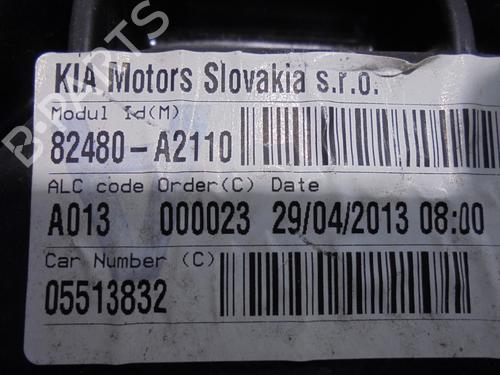 KIA Motors Slovakia s.r.o.
Modul Id(M)
82480-A2110
ALC code Order(C) Date
A013 000023 29/04/2013 08:00
Car Number (C)
05513832
B-PARTS